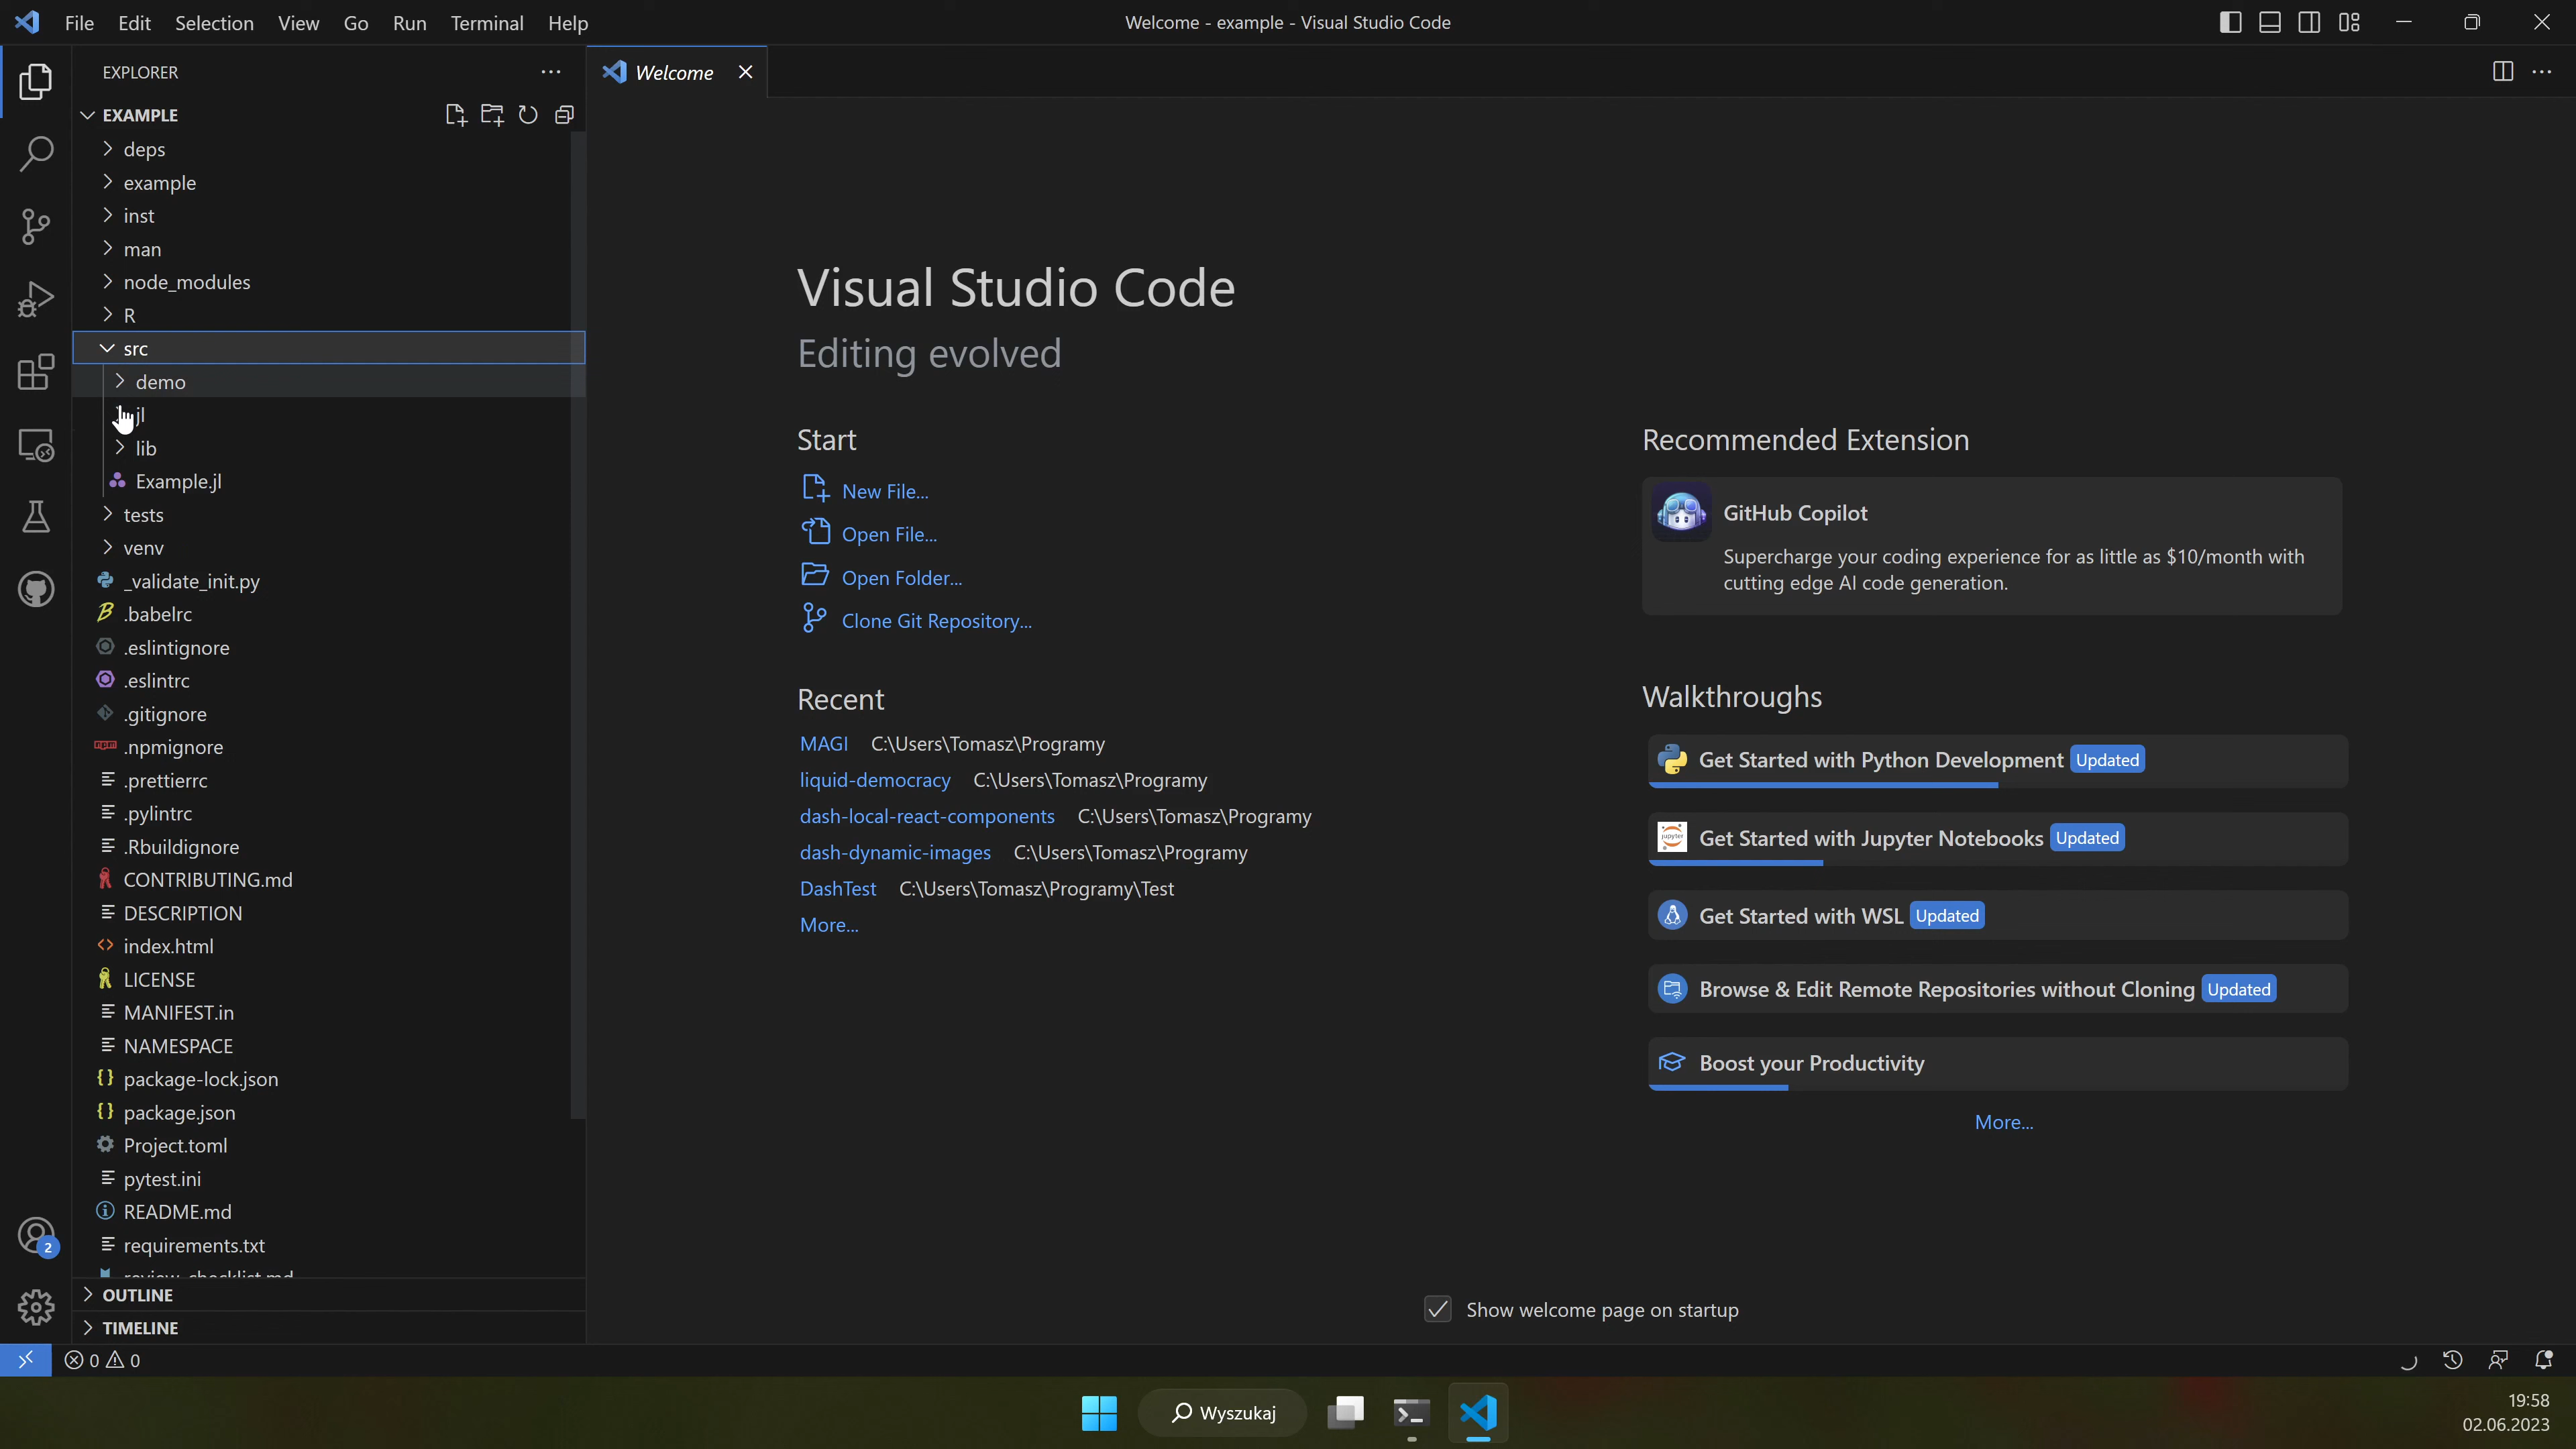 File Edit Selection View Go Run Terminal Help
Welcome - example - Visual Studio Code
EXPLORER
Welcome
EXAMPLE
deps
example
inst
man
node_modules
R
src
demo
jl
lib
Example.jl
tests
venv
_validate_init.py
.babelrc
.eslintignore
.eslintrc
.gitignore
npm .npmignore
.prettierrc
.pylintrc
.Rbuildignore
CONTRIBUTING.md
DESCRIPTION
index.html
LICENSE
MANIFEST.in
NAMESPACE
package-lock.json
package.json
Project.toml
pytest.ini
README.md
requirements.txt
review_checklist.md
OUTLINE
TIMELINE
2
Visual Studio Code
Editing evolved
Start
New File...
Open File...
Open Folder...
Clone Git Repository...
Recent
MAGI C:\Users\Tomasz\Programy
liquid-democracy C:\Users\Tomasz\Programy
dash-local-react-components C:\Users\Tomasz\Programy
dash-dynamic-images C:\Users\Tomasz\Programy
DashTest C:\Users\Tomasz\Programy\Test
More...
Recommended Extension
GitHub Copilot
Supercharge your coding experience for as little as $10/month with
cutting edge AI code generation.
Walkthroughs
Get Started with Python Development Updated
jupyter Get Started with Jupyter Notebooks Updated
Get Started with WSL Updated
Browse & Edit Remote Repositories without Cloning Updated
Boost your Productivity
More...
Show welcome page on startup
0 0
Wyszukaj
19:58
02.06.2023